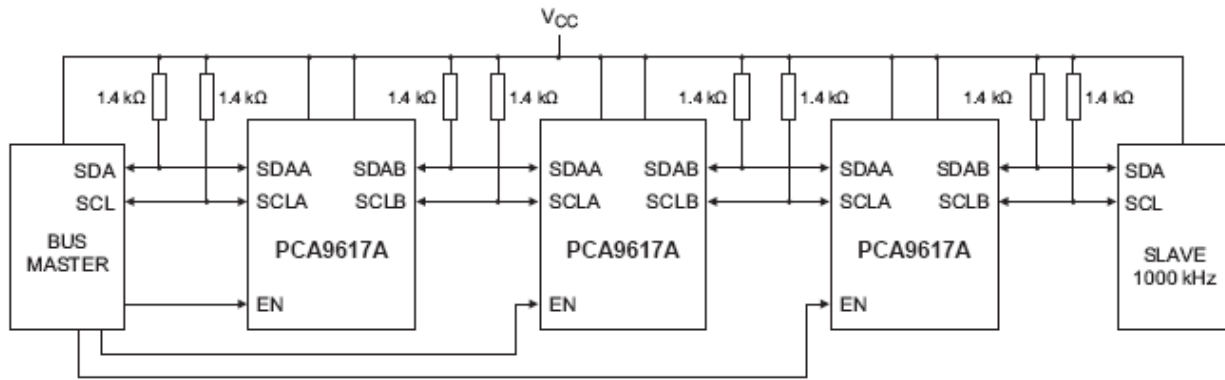 VCC
1.4 kΩ 1.4 kΩ 1.4 kΩ 1.4 kΩ 1.4 kΩ 1.4 kΩ 1.4 kΩ 1.4 kΩ
SDA SDAA SDAB SDAA SDAB SDAA SDAB SDA
SCL SCLA SCLB SCLA SCLB SCLA SCLB SCL
BUS
MASTER
PCA9617A PCA9617A PCA9617A
SLAVE
1000 kHz
EN EN EN